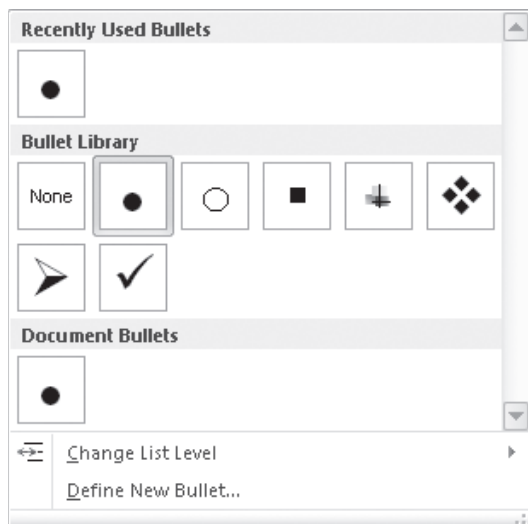 Recently Used Bullets
Bullet Library
None
Document Bullets
Change List Level
Define New Bullet...